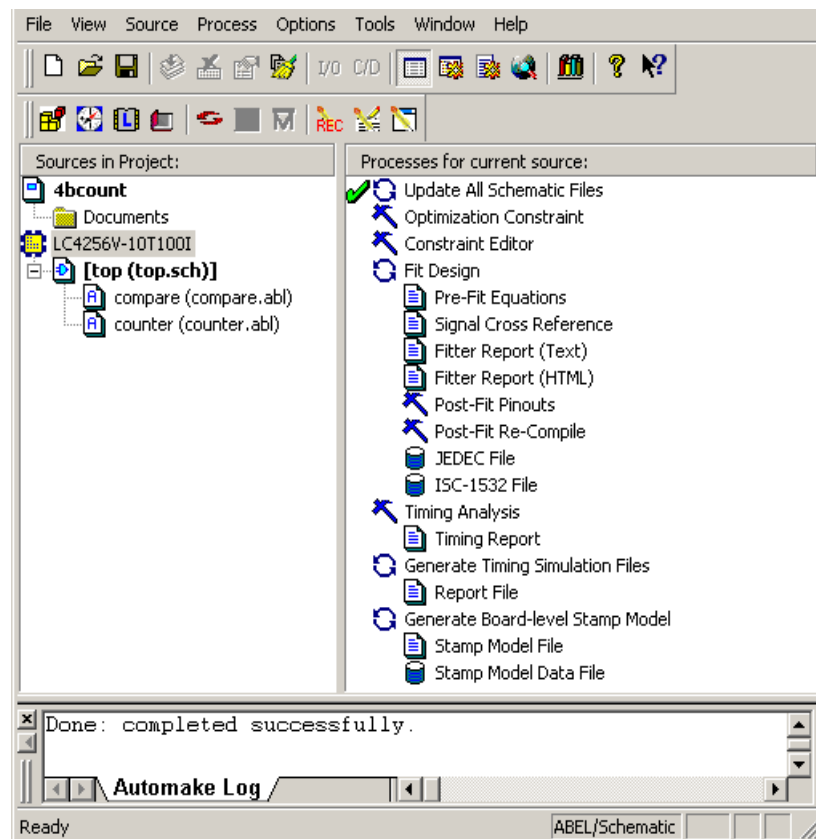 File View Source Process Options Tools Window Help
I/O C/D
L REC
Sources in Project:
4bcount
Documents
LC4256V-10T100I
[top (top.sch)]
A compare (compare.abl)
A counter (counter.abl)
Processes for current source:
Update All Schematic Files
Optimization Constraint
Constraint Editor
Fit Design
Pre-Fit Equations
Signal Cross Reference
Fitter Report (Text)
Fitter Report (HTML)
Post-Fit Pinouts
Post-Fit Re-Compile
JEDEC File
ISC-1532 File
Timing Analysis
Timing Report
Generate Timing Simulation Files
Report File
Generate Board-level Stamp Model
Stamp Model File
Stamp Model Data File
Done: completed successfully.
Automake Log
Ready ABEL/Schematic